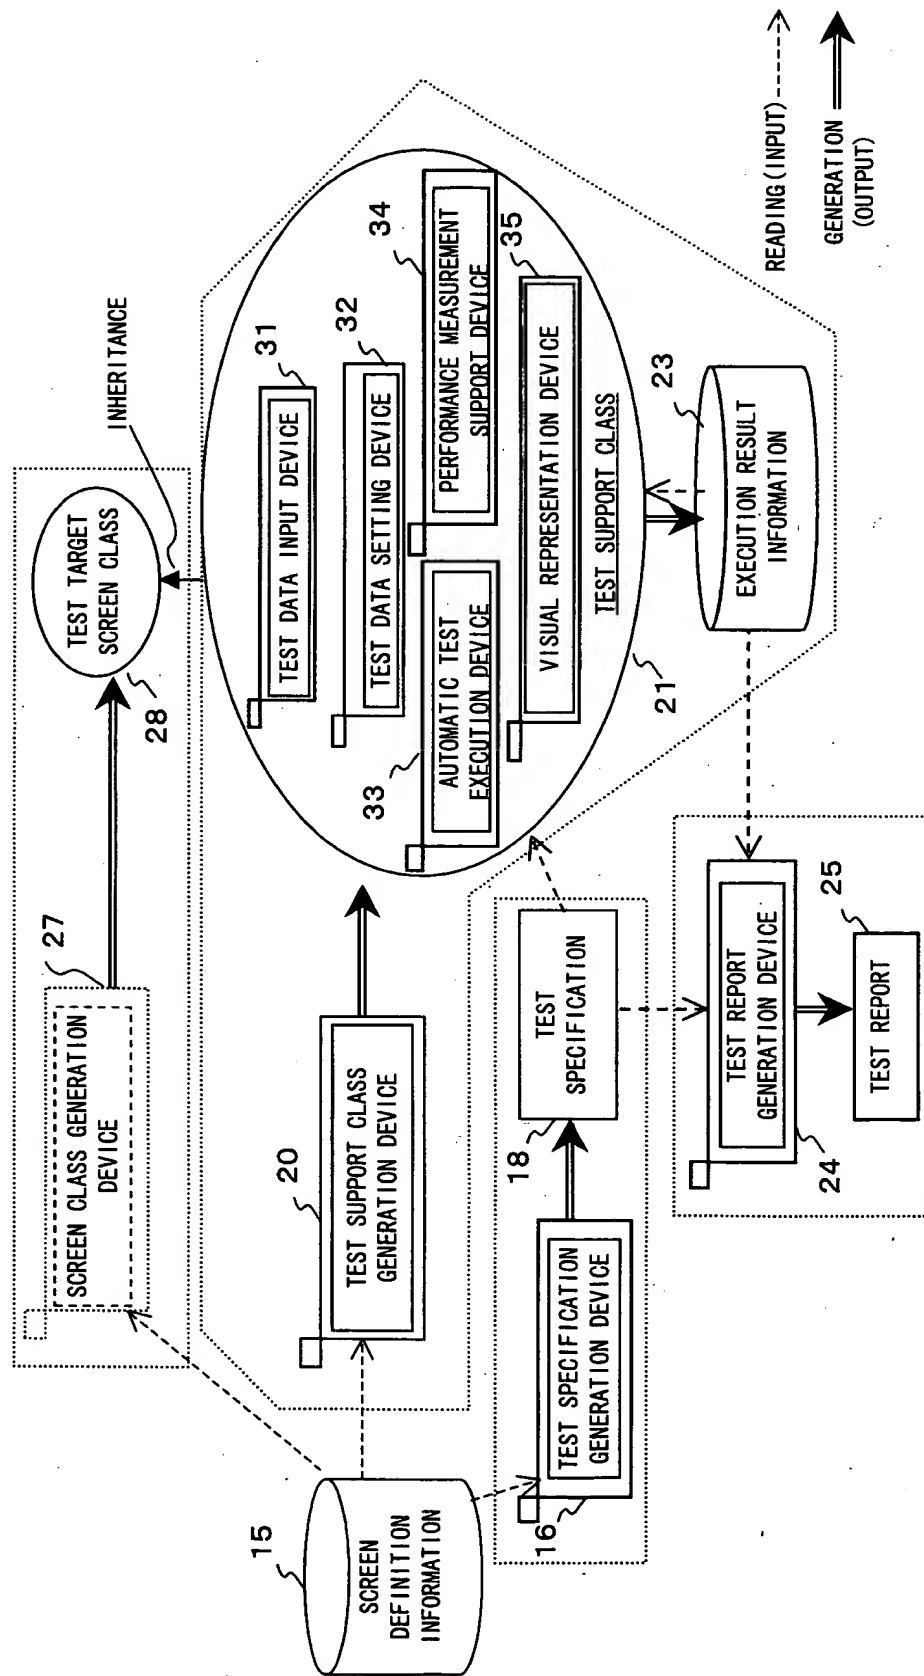 15
SCREEN
DEFINITION
INFORMATION
SCREEN CLASS GENERATION
DEVICE
27
TEST TARGET
SCREEN CLASS
28
INHERITANCE
20
TEST SUPPORT CLASS
GENERATION DEVICE
TEST DATA INPUT DEVICE
31
TEST DATA SETTING DEVICE
32
33
AUTOMATIC TEST
EXECUTION DEVICE
PERFORMANCE MEASUREMENT
SUPPORT DEVICE
34
VISUAL REPRESENTATION DEVICE
35
TEST SUPPORT CLASS
21
16
TEST SPECIFICATION
GENERATION DEVICE
18
TEST
SPECIFICATION
23
EXECUTION RESULT
INFORMATION
24
TEST REPORT
GENERATION DEVICE
TEST REPORT
25
READING(INPUT)
GENERATION
(OUTPUT)